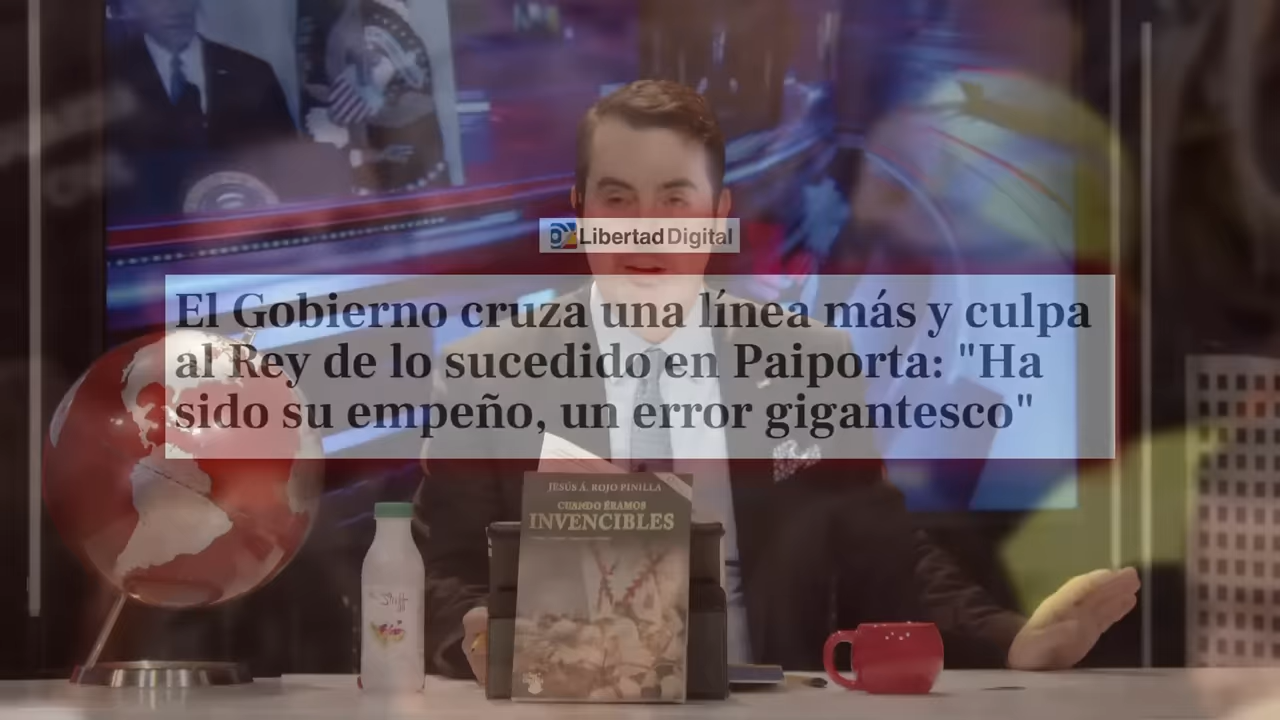 Libertad Digital
El Gobierno cruza una línea más y culpa
al Rey de lo sucedido en Paiporta: "Ha
sido su empeño, un error gigantesco"
JESÚS Á. ROJO PINILLA
CUANDO ÉRAMOS
INVENCIBLES